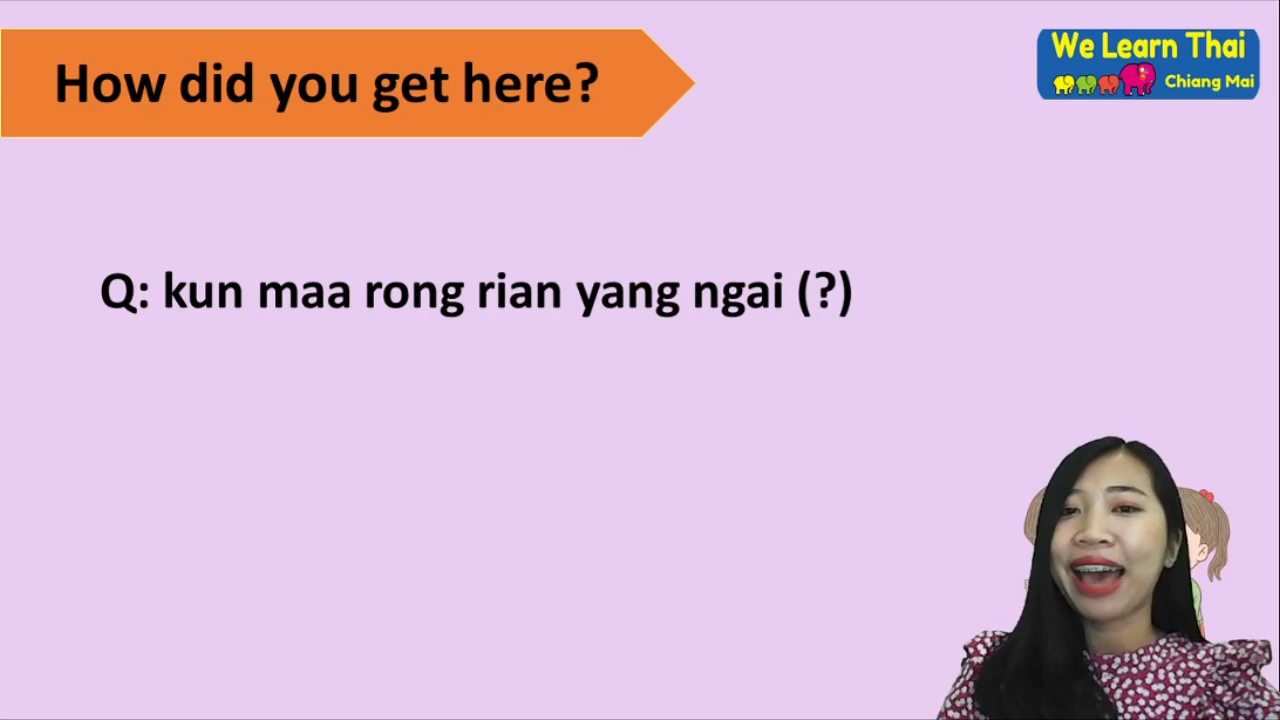 How did you get here?
We Learn Thai
Chiang Mai
Q: kun maa rong rian yang ngai (?)